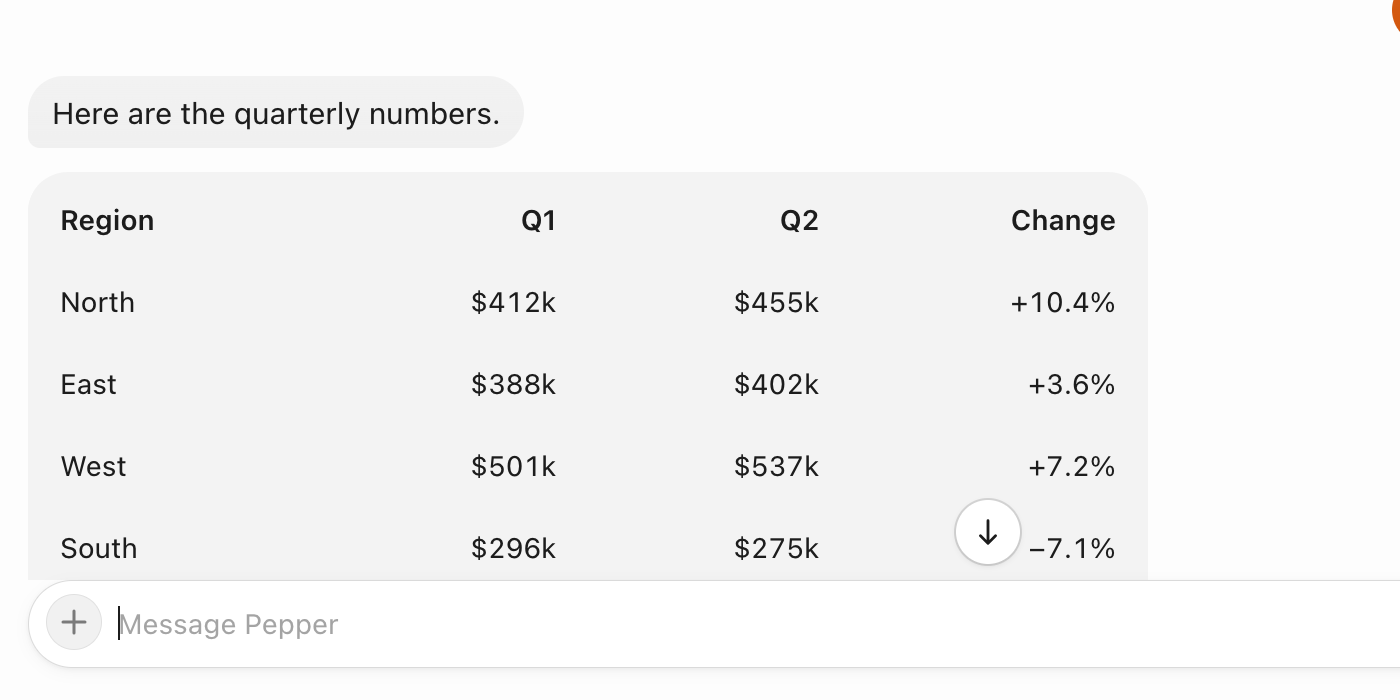 Here are the quarterly numbers.
Region Q1 Q2 Change
North $412k $455k +10.4%
East $388k $402k +3.6%
West $501k $537k +7.2%
South $296k $275k −7.1%
Message Pepper